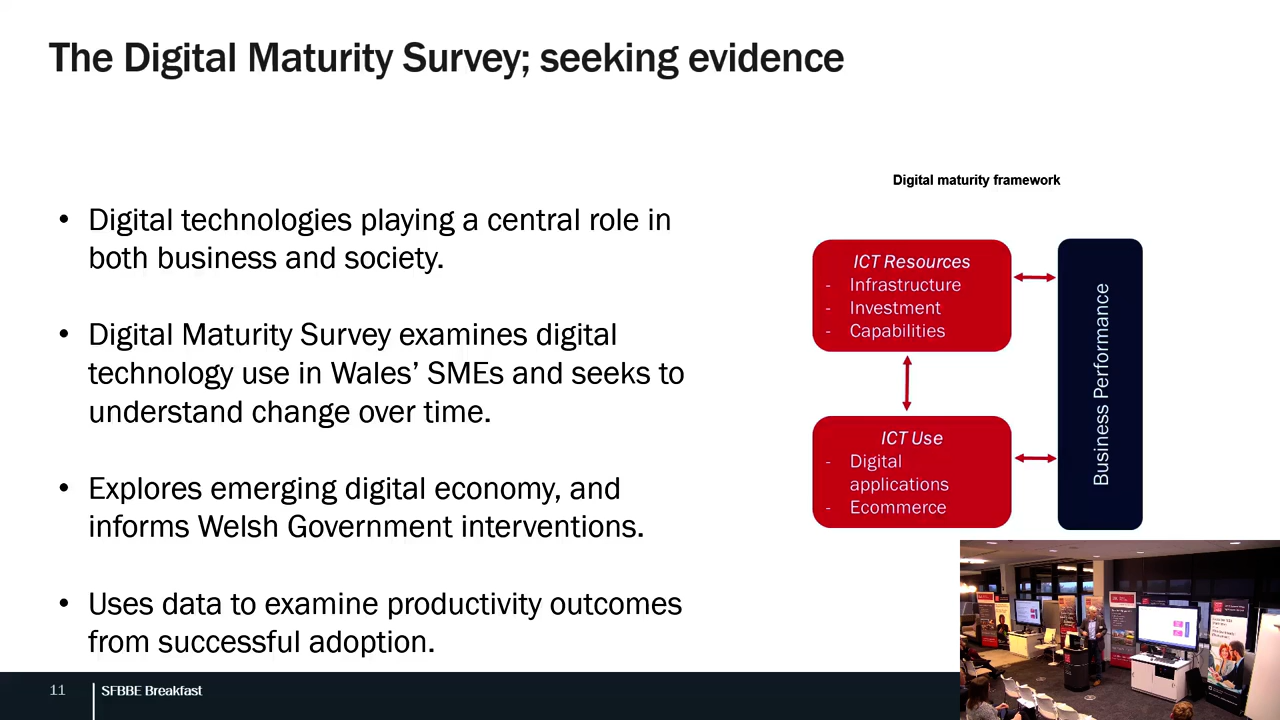 The Digital Maturity Survey; seeking evidence
• Digital technologies playing a central role in
both business and society.
• Digital Maturity Survey examines digital
technology use in Wales’ SMEs and seeks to
understand change over time.
• Explores emerging digital economy, and
informs Welsh Government interventions.
• Uses data to examine productivity outcomes
from successful adoption.
Digital maturity framework
ICT Resources
- Infrastructure
- Investment
- Capabilities
ICT Use
- Digital
applications
- Ecommerce
Business Performance
11
SFBBE Breakfast